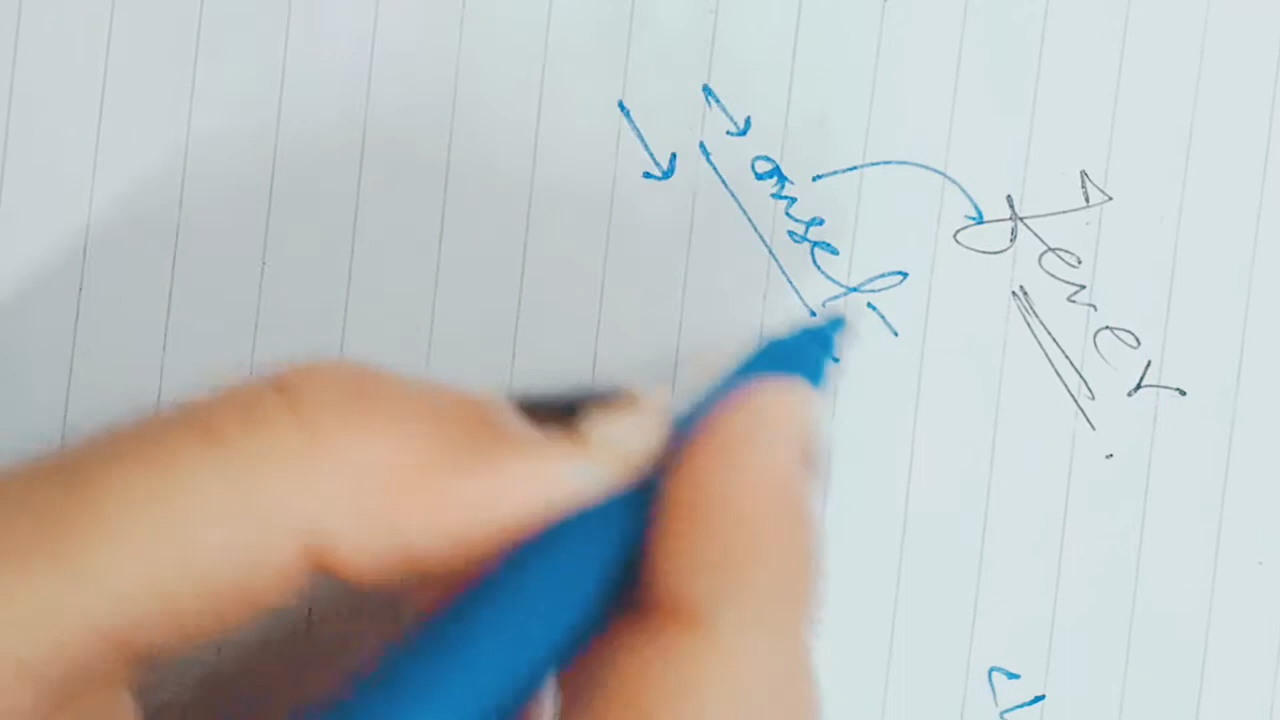 Fever.
→ onset
→